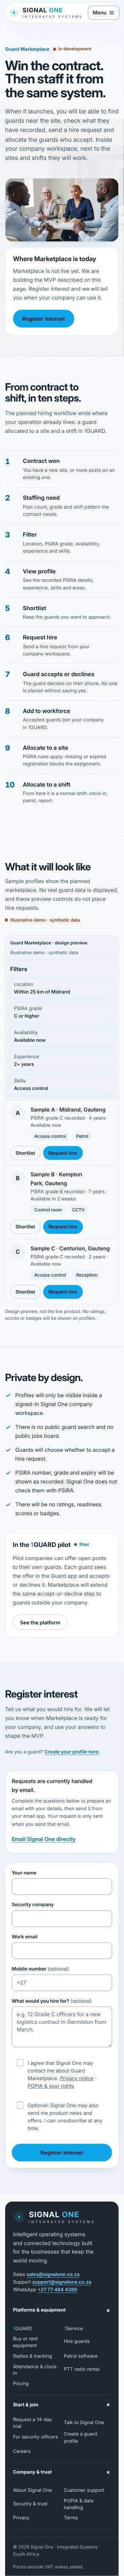 SIGNAL ONE
INTEGRATED SYSTEMS
Menu
Guard Marketplace
In development
Win the contract.
Then staff it from
the same system.
When it launches, you will be able to find
guards near the site, check what they
have recorded, send a hire request and
allocate the guards who accept. Inside
your company workspace, next to the
shifts they will work.
Where Marketplace is today
Marketplace is not live yet. We are
building the MVP described on this
page. Register interest and we will tell
you when your company can use it.
Register interest
From contract to
shift, in ten steps.
The planned hiring workflow ends where
your operation already lives: a guard
allocated to a site and a shift in 1GUARD.
1
Contract won
You have a new site, or more posts on an
existing one.
2
Staffing need
Post count, grade and shift pattern the
contract needs.
3
Filter
Location, PSIRA grade, availability,
experience and skills.
4
View profile
See the recorded PSIRA details,
experience, skills and areas.
5
Shortlist
Keep the guards you want to approach.
6
Request hire
Send a hire request from your
company workspace.
7
Guard accepts or declines
The guard decides on their phone. No one
is placed without saying yes.
8
Add to workforce
Accepted guards join your company
in 1GUARD.
9
Allocate to a site
PSIRA rules apply: missing or expired
registration blocks the assignment.
10
Allocate to a shift
From here it is a normal shift: clock in,
patrol, report.
What it will look like
Sample profiles show the planned
marketplace. No real guard is displayed,
and these preview controls do not place
hire requests.
Illustrative demo · synthetic data
Guard Marketplace · design preview
Illustrative demo · synthetic data
Filters
Location
Within 25 km of Midrand
PSIRA grade
C or higher
Availability
Available now
Experience
2+ years
Skills
Access control
A
Sample A · Midrand, Gauteng
PSIRA grade C recorded · 4 years ·
Available now
Access control
Patrol
Shortlist
Request hire
B
Sample B · Kempton
Park, Gauteng
PSIRA grade B recorded · 7 years ·
Available in 2 weeks
Control room
CCTV
Shortlist
Request hire
C
Sample C · Centurion, Gauteng
PSIRA grade C recorded · 2 years ·
Available now
Access control
Reception
Shortlist
Request hire
Design preview, not the live product. No ratings,
scores or badges will be shown on profiles.
Private by design.
Profiles will only be visible inside a
signed-in Signal One company
workspace.
There is no public guard search and no
public jobs board.
Guards will choose whether to accept a
hire request.
PSIRA number, grade and expiry will be
shown as recorded. Signal One does not
check them with PSIRA.
There will be no ratings, readiness
scores or badges.
In the 1GUARD pilot
Pilot
Pilot companies can offer open posts
to their own guards. Each guard sees
the offer in the Guard app and accepts
or declines it. Marketplace will extend
the same accept-or-decline step to
guards outside your company.
See the platform
Register interest
Tell us what you would hire for. We will let
you know when Marketplace is ready for
your company, and use your answers to
shape the MVP.
Are you a guard? Create your profile here.
Requests are currently handled
by email.
Complete the questions below to prepare an
email with your details, then send it from
your email app. Your request is only sent
when you send that email.
Email Signal One directly
Your name
Security company
Work email
Mobile number (optional)
+27
What would you hire for? (optional)
e.g. 12 Grade C officers for a new
logistics contract in Germiston from
March.
I agree that Signal One may
contact me about Guard
Marketplace. Privacy notice ·
POPIA & your rights
Optional: Signal One may also
send me product news and
offers. I can unsubscribe at any
time.
Register interest
SIGNAL ONE
INTEGRATED SYSTEMS
Intelligent operating systems
and connected technology built
for the businesses that keep the
world moving.
Sales sales@signalone.co.za
Support support@signalone.co.za
WhatsApp +27 77 484 4280
Platforms & equipment
1GUARD
1Service
Buy or rent
equipment
Hire guards
Radios & tracking
Patrol software
Attendance & clock-
in
PTT radio rental
Pricing
Start & join
Request a 14-day
trial
Talk to Signal One
For security officers
Create a guard
profile
Careers
Company & trust
About Signal One
Customer support
Security & trust
POPIA & data
handling
Privacy
Terms
© 2026 Signal One · Integrated Systems ·
South Africa
Prices exclude VAT unless stated.